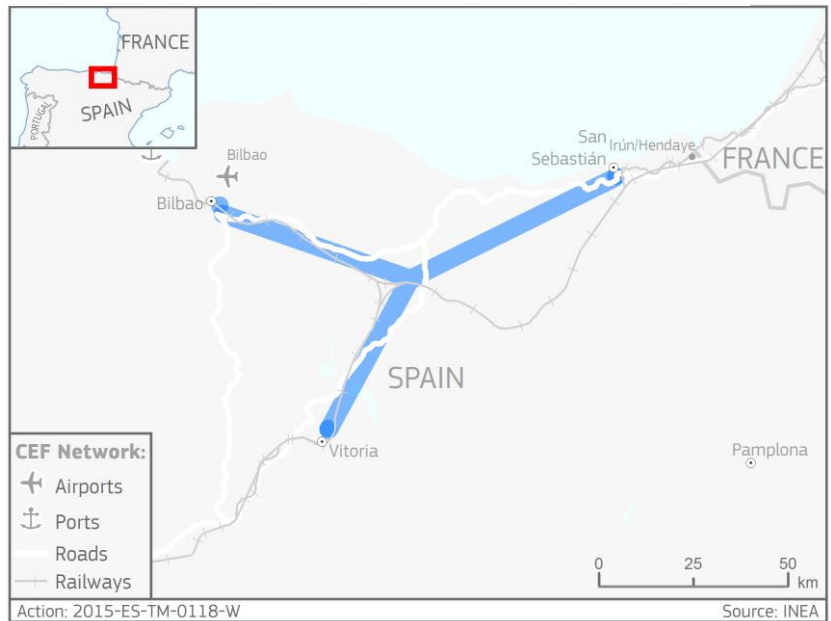 FRANCE
PORTUGAL
SPAIN
Bilbao
Bilbao
San
Sebastián
Irún/Hendaye
FRANCE
SPAIN
Vitoria
Pamplona
CEF Network:
Airports
Ports
Roads
Railways
0 25 50
km
Action: 2015-ES-TM-0118-W
Source: INEA